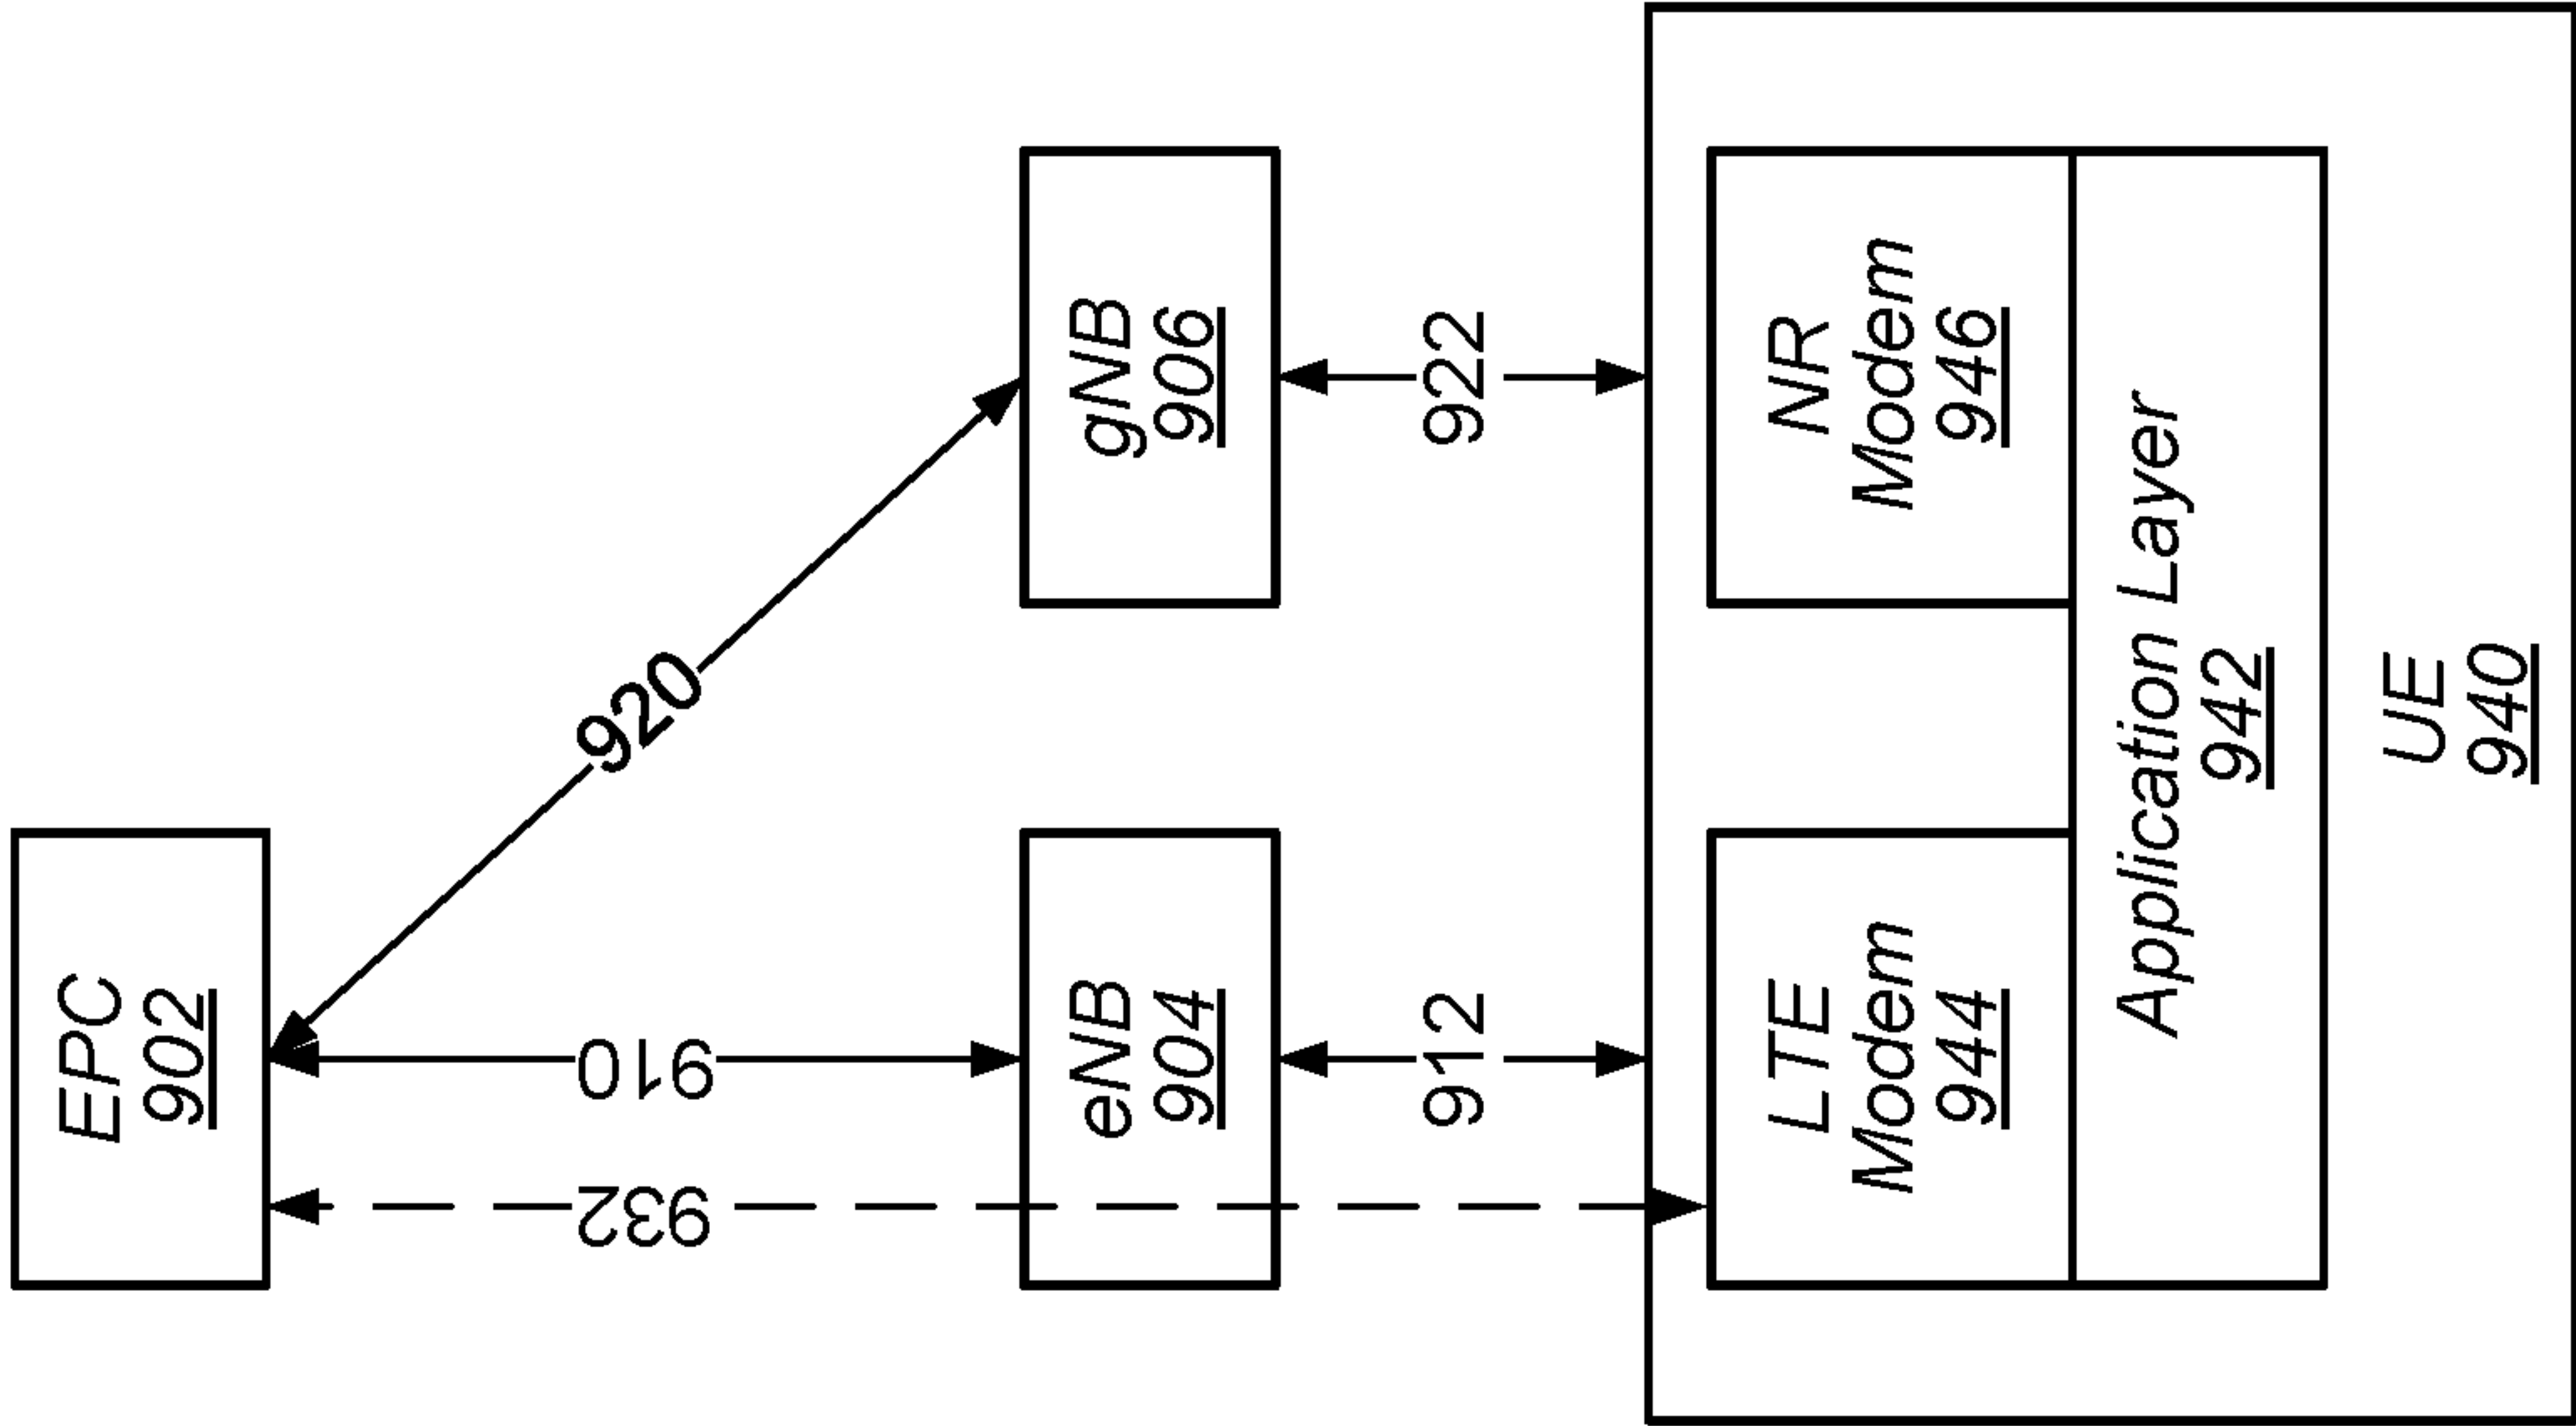 EPC
902
932
910
920
eNB
904
gNB
906
912
922
LTE
Modem
944
NR
Modem
946
Application Layer
942
UE
940